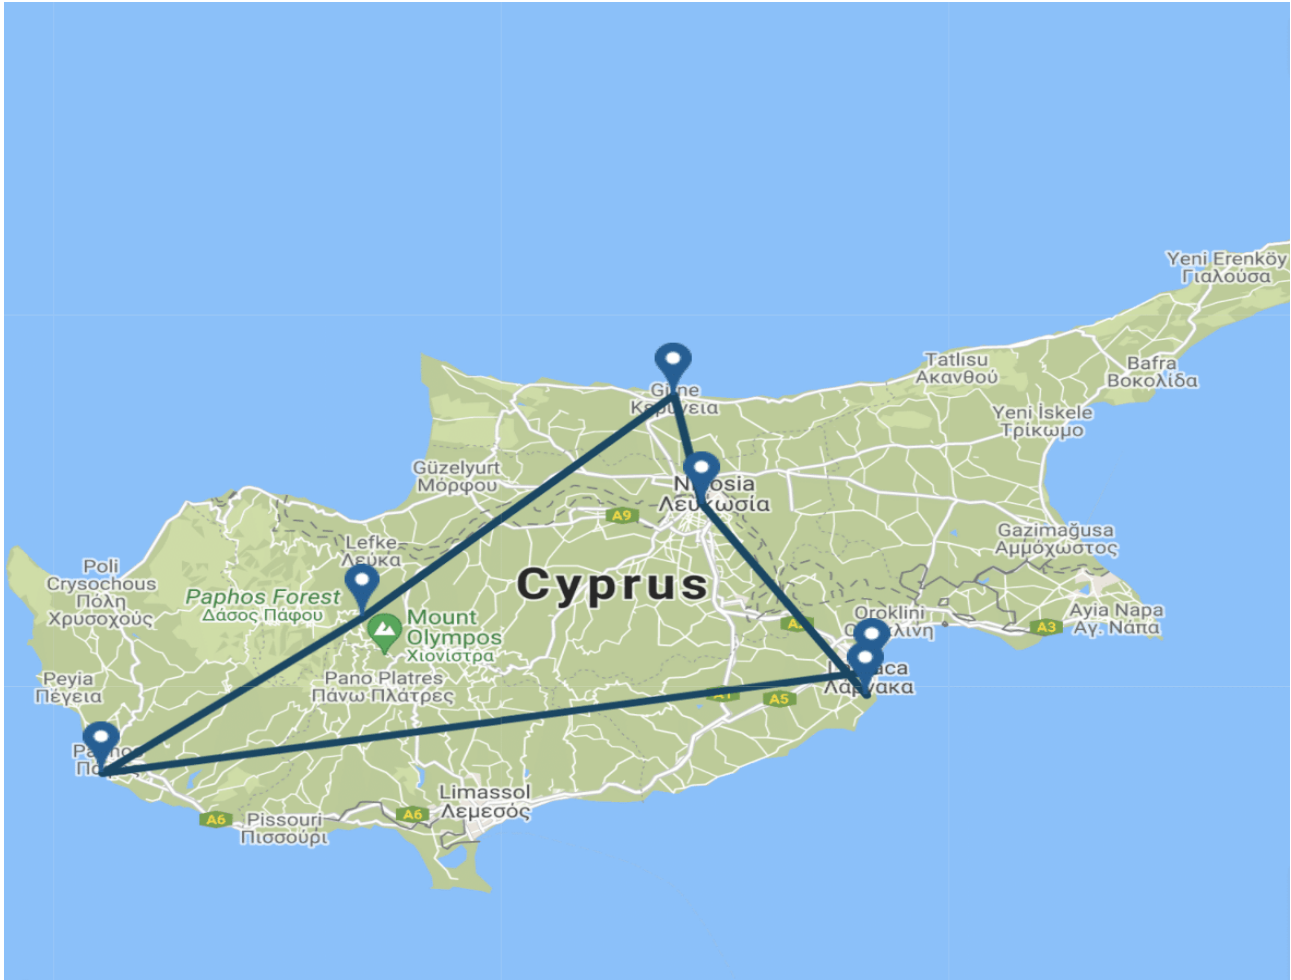 Yeni Erenköy
Γιαλούσα
Tatlısu
Ακανθού
Bafra
Βοκολίδα
Yeni İskele
Τρίκωμο
Güzelyurt
Μόρφου
Λευκωσία
A9
Gazimağusa
Αμμόχωστος
Lefke
Λεύκα
Poli
Crysochous
Πόλη
Χρυσοχούς
Paphos Forest
Δάσος Πάφου
Cyprus
Mount
Olympos
Χιονίστρα
Oroklini
Ayia Napa
Αγ. Νάπα
A3
Peyia
Πέγεια
Pano Platres
Πάνω Πλάτρες
Λάρνακα
A5
Limassol
Λεμεσός
A6
A6
Pissouri
Πισσούρι